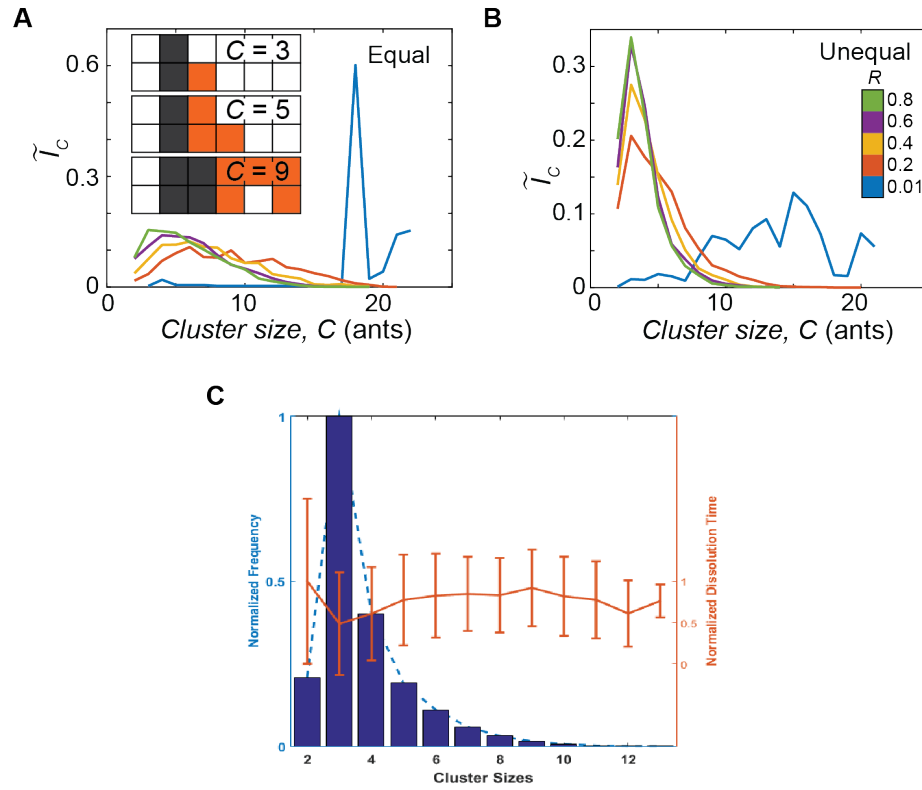 A
0.6
0.3
0
Ĩ_C
C = 3
C = 5
C = 9
Equal
0 10 20
Cluster size, C (ants)
B
0.3
0.2
0.1
0
Ĩ_C
Unequal
R
0.8
0.6
0.4
0.2
0.01
0 10 20
Cluster size, C (ants)
C
1
0.5
0
Normalized Frequency
1
0.5
0
Normalized Dissolution Time
2 4 6 8 10 12
Cluster Sizes